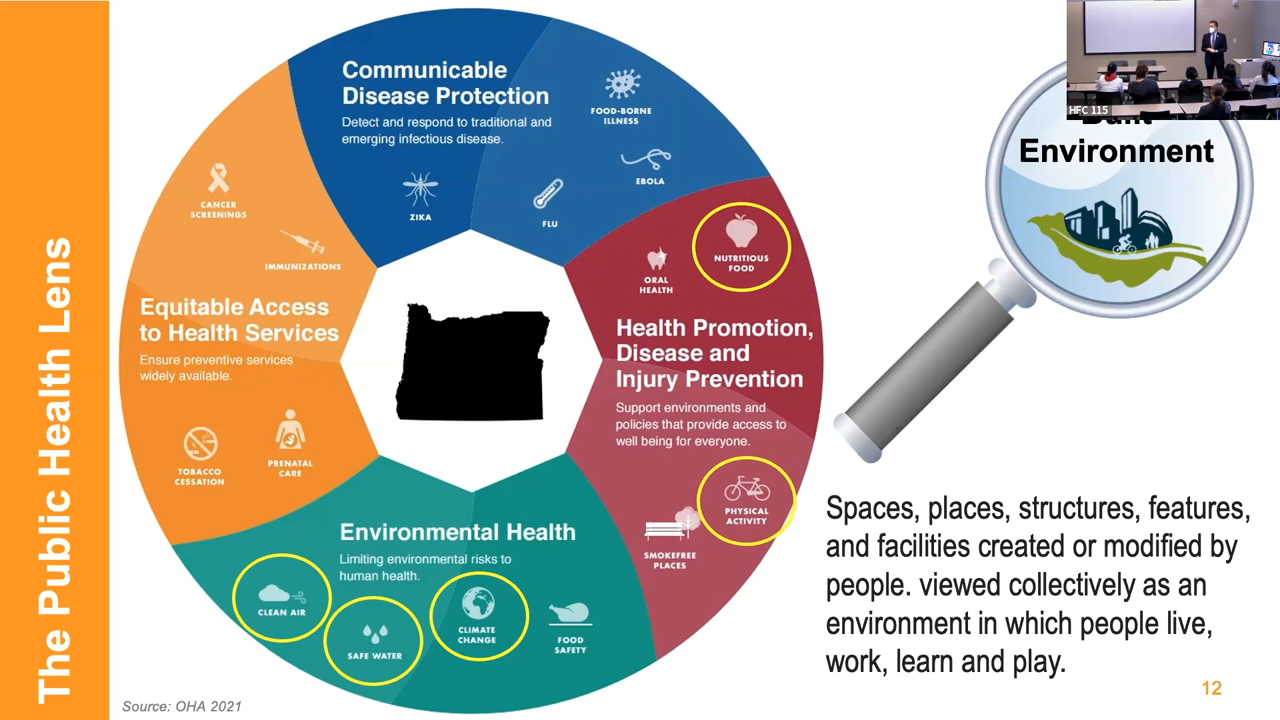 The Public Health Lens
Communicable
Disease Protection
Detect and respond to traditional and
emerging infectious disease.
ZIKA
FLU
FOOD-BORNE
ILLNESS
EBOLA
CANCER
SCREENINGS
IMMUNIZATIONS
Equitable Access
to Health Services
Ensure preventive services
widely available.
TOBACCO
CESSATION
PRENATAL
CARE
NUTRITIOUS
FOOD
ORAL
HEALTH
Health Promotion,
Disease and
Injury Prevention
Support environments and
policies that provide access to
well being for everyone.
PHYSICAL
ACTIVITY
SMOKEFREE
PLACES
Environmental Health
Limiting environmental risks to
human health.
CLEAN AIR
SAFE WATER
CLIMATE
CHANGE
FOOD
SAFETY
Source: OHA 2021
HFC 115
Built
Environment
Spaces, places, structures, features,
and facilities created or modified by
people. viewed collectively as an
environment in which people live,
work, learn and play.
12